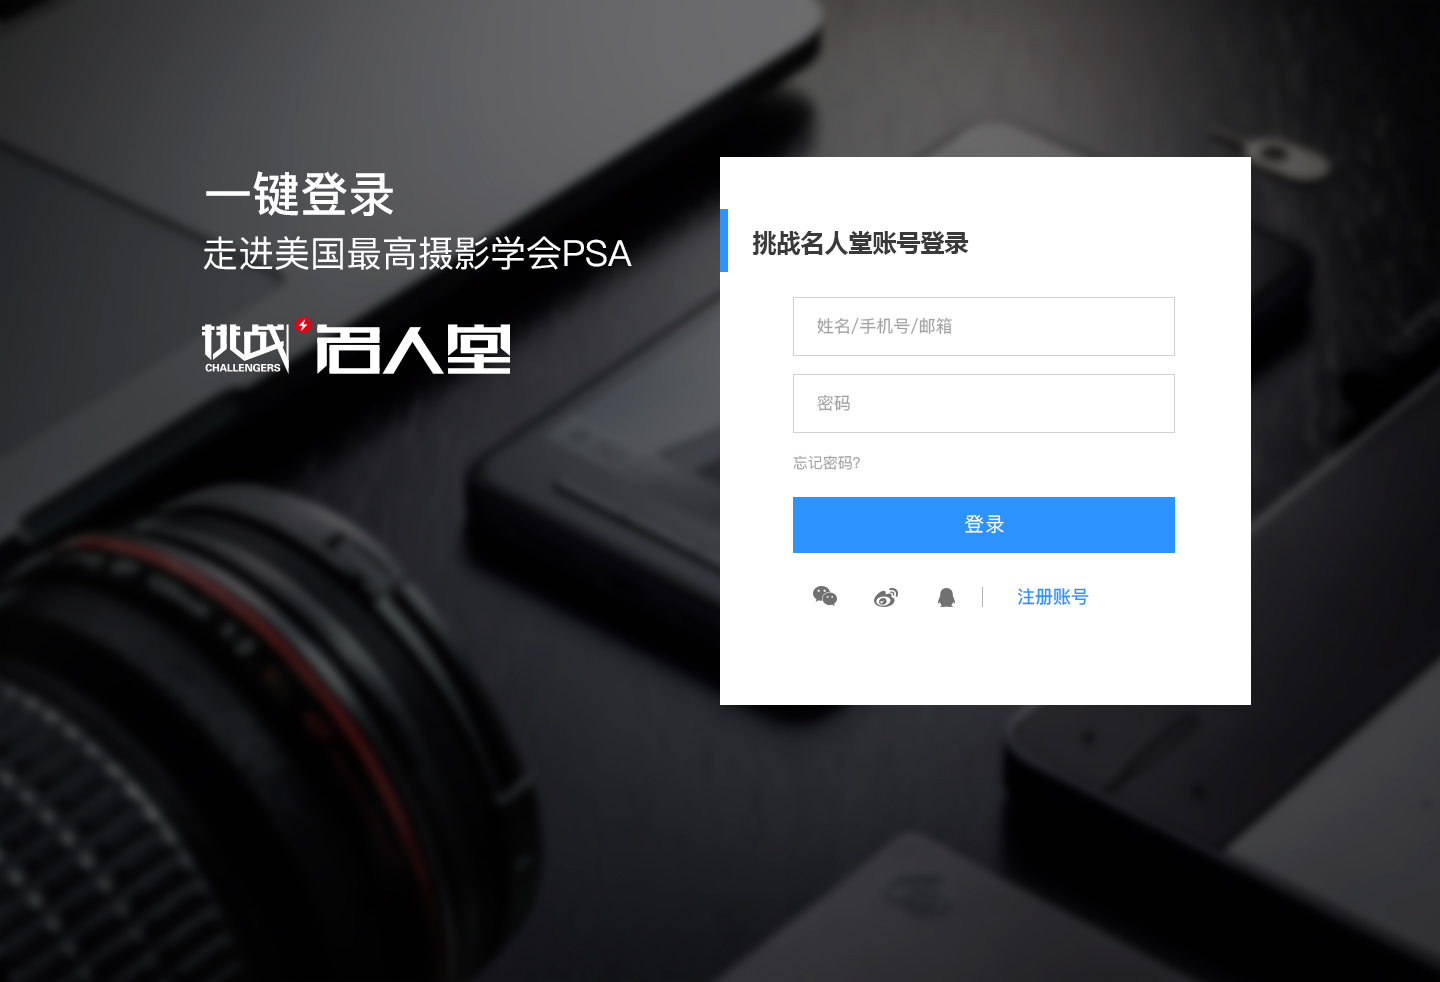 一键登录
走进美国最高摄影学会PSA
挑战 名人堂
CHALLENGERS
挑战名人堂账号登录
姓名/手机号/邮箱
密码
忘记密码?
登录
注册账号